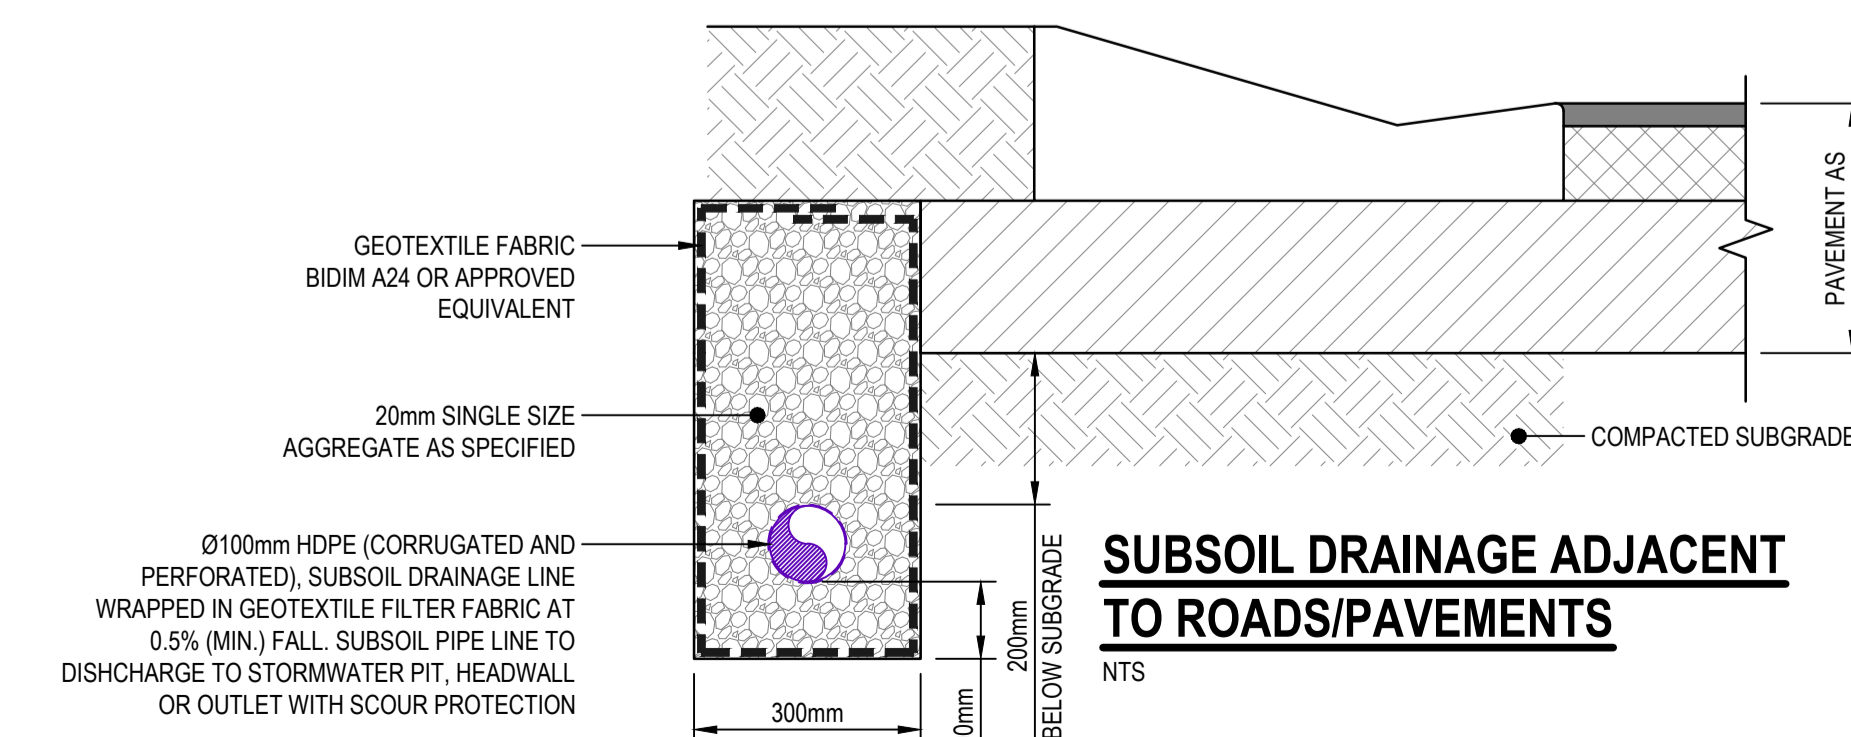 GEOTEXTILE FABRIC
BIDIM A24 OR APPROVED
EQUIVALENT
20mm SINGLE SIZE
AGGREGATE AS SPECIFIED
Ø100mm HDPE (CORRUGATED AND
PERFORATED), SUBSOIL DRAINAGE LINE
WRAPPED IN GEOTEXTILE FILTER FABRIC AT
0.5% (MIN.) FALL. SUBSOIL PIPE LINE TO
DISHCHARGE TO STORMWATER PIT, HEADWALL
OR OUTLET WITH SCOUR PROTECTION
300mm
200mm
BELOW SUBGRADE
PAVEMENT AS
COMPACTED SUBGRADE
SUBSOIL DRAINAGE ADJACENT
TO ROADS/PAVEMENTS
NTS